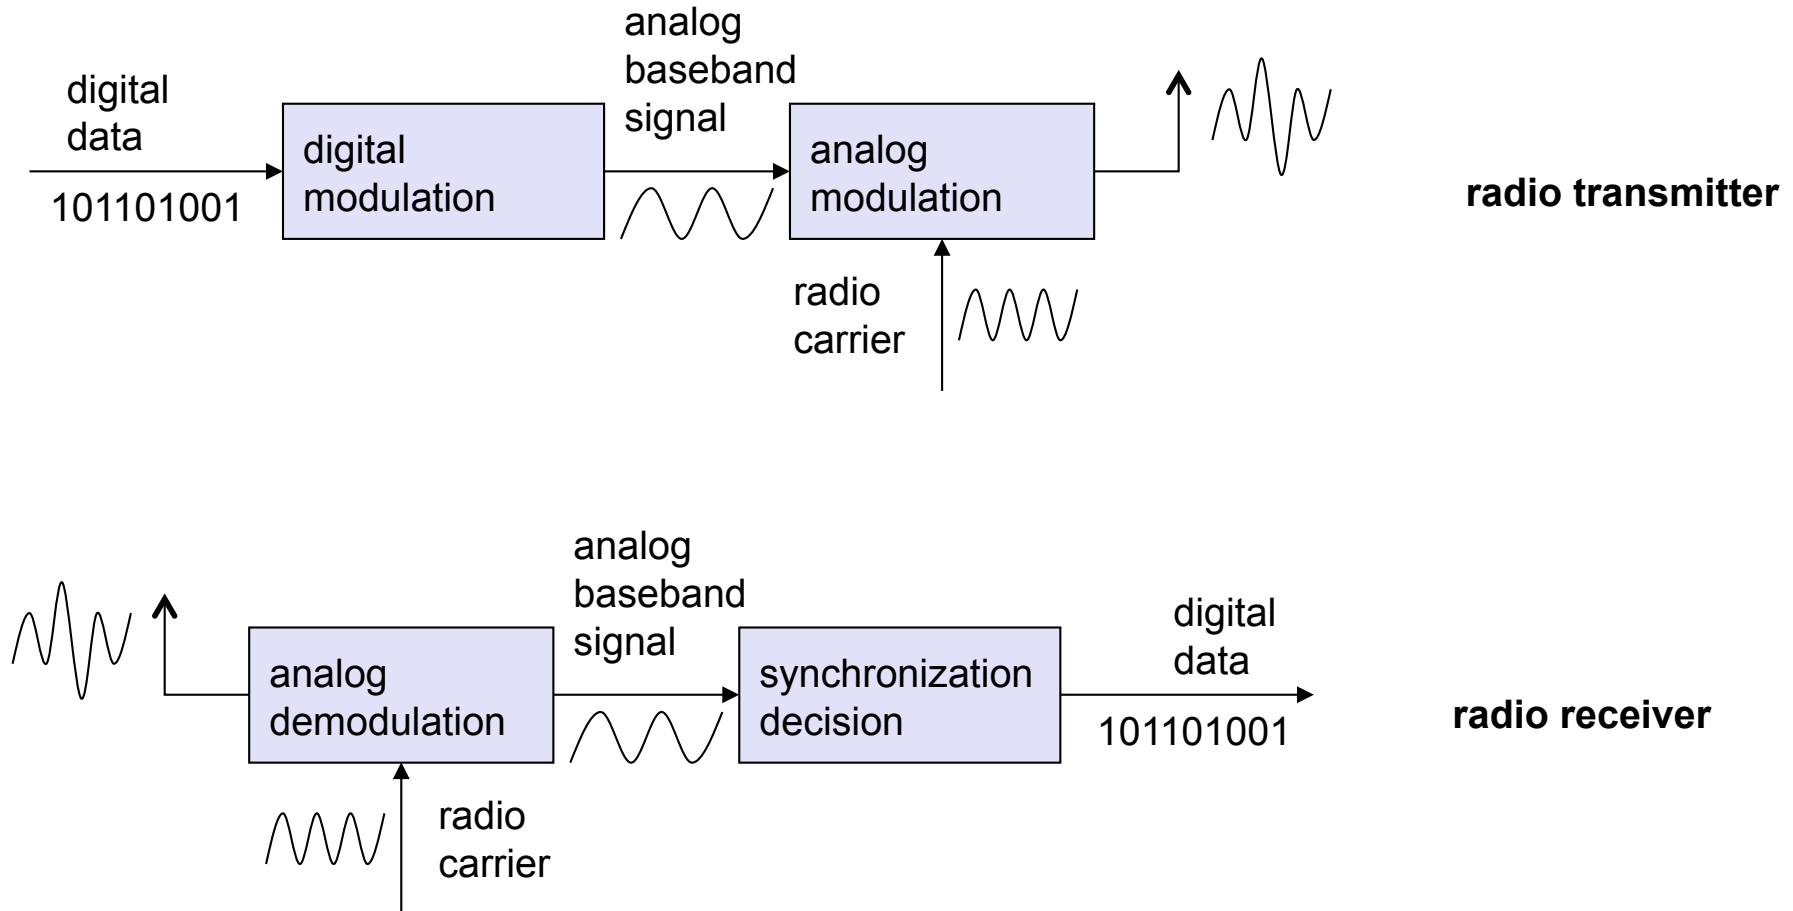 analog
baseband
signal
digital
data
101101001
digital
modulation
analog
modulation
radio
carrier
radio transmitter
analog
baseband
signal
analog
demodulation
radio
carrier
synchronization
decision
digital
data
101101001
radio receiver